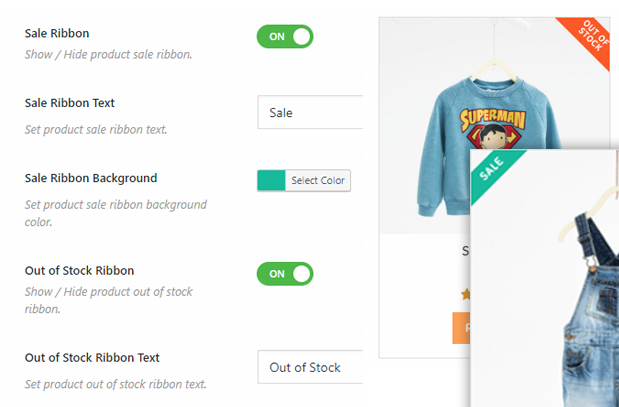 Sale Ribbon
ON
Show / Hide product sale ribbon.
Sale Ribbon Text
Sale
Set product sale ribbon text.
Sale Ribbon Background
Select Color
Set product sale ribbon background
color.
Out of Stock Ribbon
ON
Show / Hide product out of stock
ribbon.
Out of Stock Ribbon Text
Out of Stock
Set product out of stock ribbon text.
OUT OF
STOCK
SUPERMAN
SALE
S